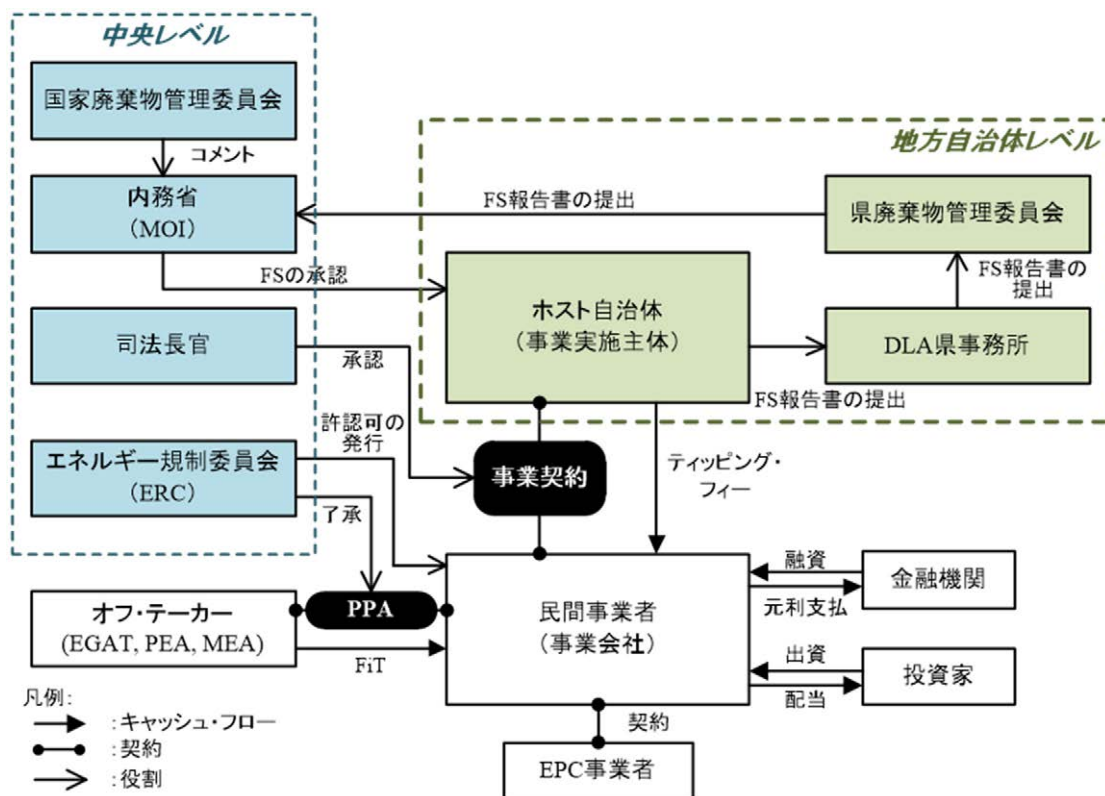 中央レベル
国家廃棄物管理委員会
コメント
内務省
(MOI)
FSの承認
司法長官
承認
許認可の
発行
エネルギー規制委員会
(ERC)
了承
地方自治体レベル
FS報告書の提出
県廃棄物管理委員会
FS報告書の
提出
ホスト自治体
(事業実施主体)
DLA県事務所
FS報告書の提出
事業契約
ティッピング・
フィー
オフ・テーカー
(EGAT, PEA, MEA)
PPA
FiT
民間事業者
(事業会社)
融資
元利支払
金融機関
出資
配当
投資家
契約
EPC事業者
凡例:
:キャッシュ・フロー
:契約
:役割